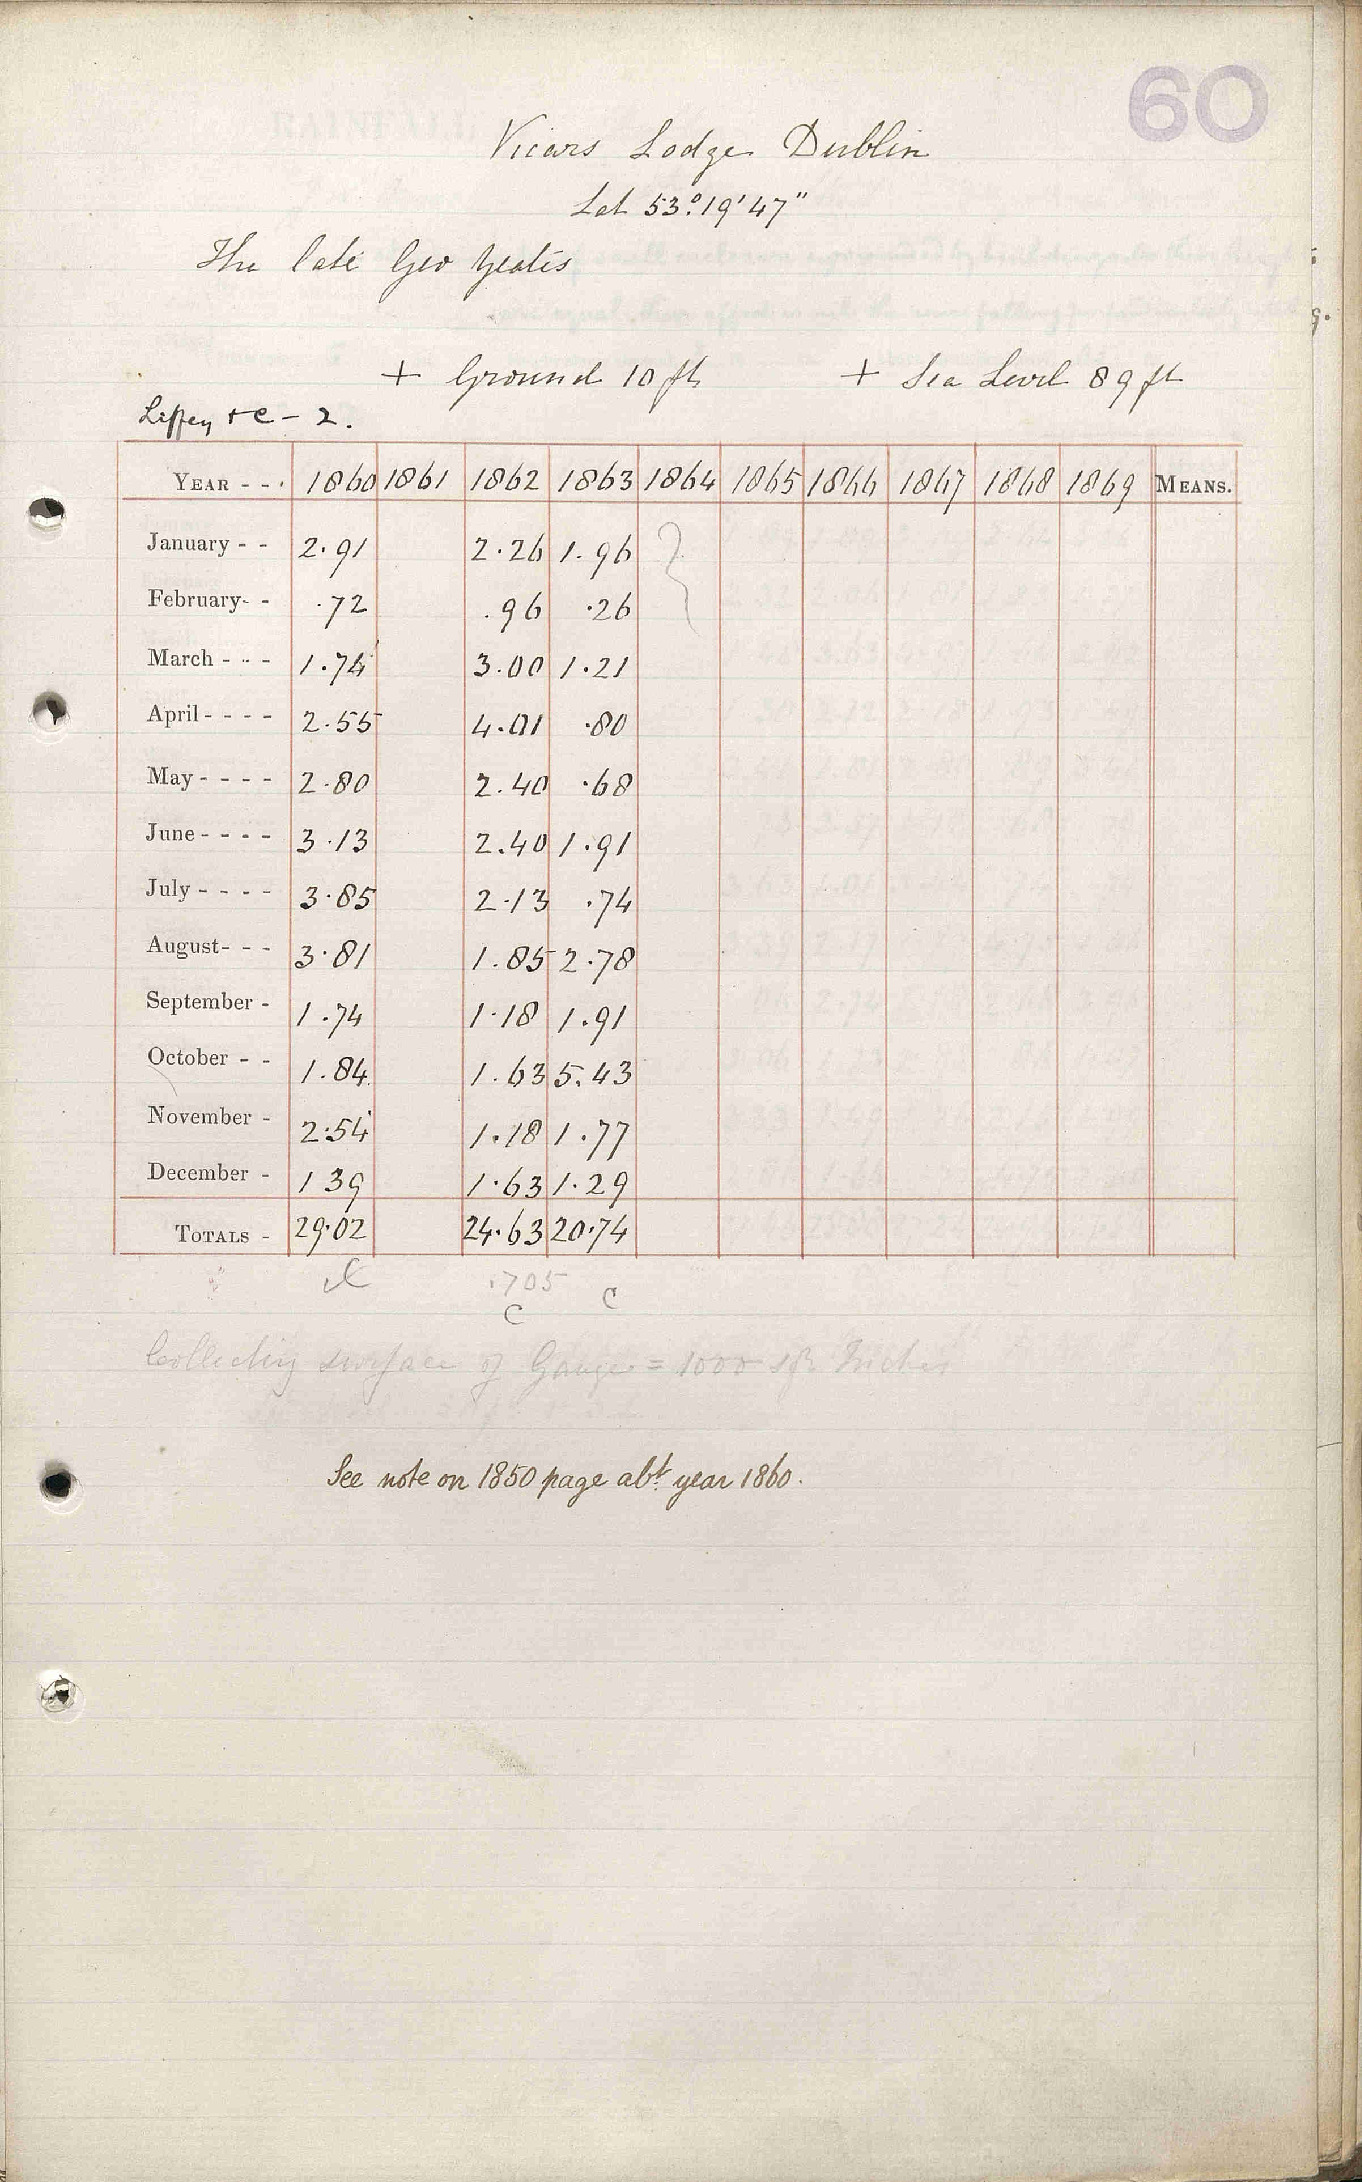 60
Vicars Lodge Dublin
Lat 53°.19'47"
The late Geo Yeates
+ Ground 10 ft + Sea Level 89 ft
Liffey + C - 2.
YEAR - - · 1860 1861 1862 1863 1864 1865 1866 1867 1868 1869 MEANS.
January - - 2.91 2.26 1.96
February- - .72 .96 .26
March - - - 1.74 3.00 1.21
April - - - - 2.55 4.01 .80
May - - - - 2.80 2.40 .68
June - - - - 3.13 2.40 1.91
July - - - - 3.85 2.13 .74
August- - - 3.81 1.85 2.78
September - 1.74 1.18 1.91
October - - 1.84 1.63 5.43
November - 2.54 1.18 1.77
December - 1 39 1.63 1.29
TOTALS - 29.02 24.63 20.74
.705
C C
Collecting surface of Gauge = 1000 sq Inches
See note on 1850 page abt. year 1860.